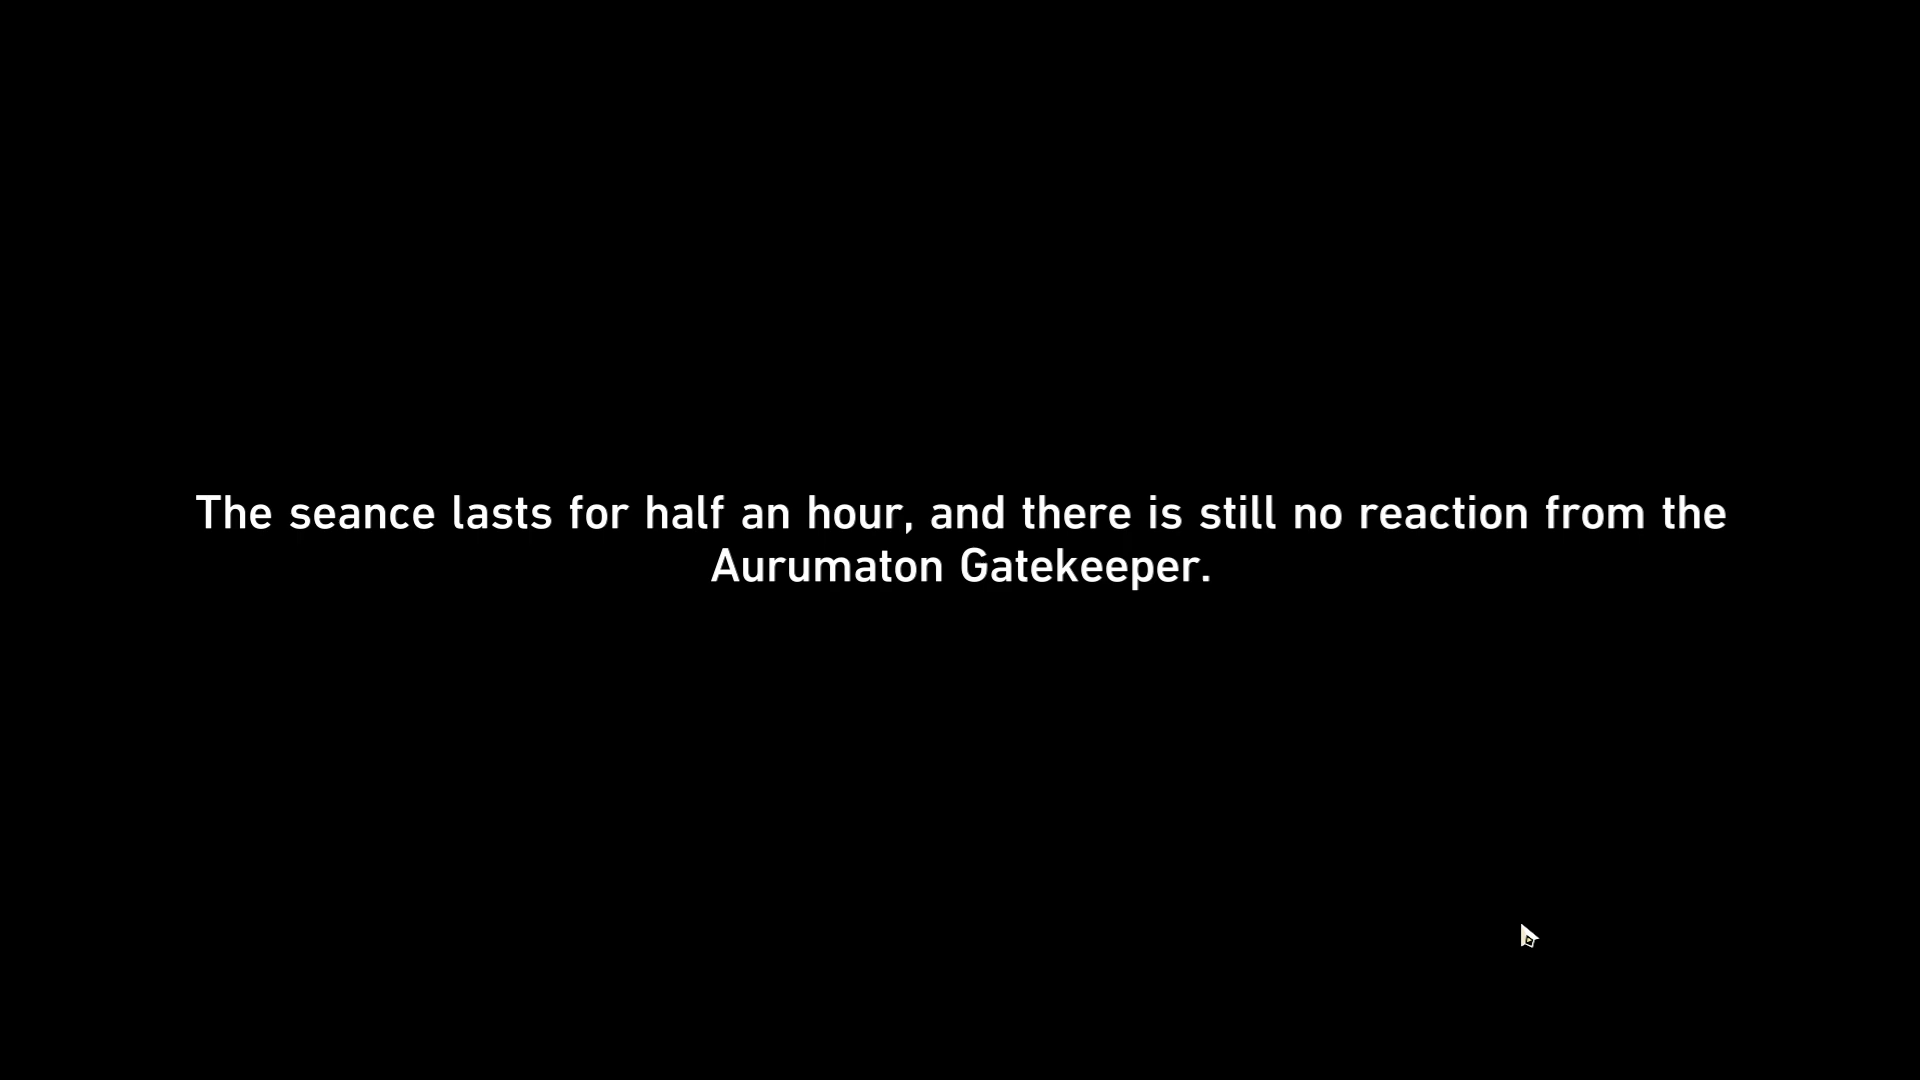 The seance lasts for half an hour, and there is still no reaction from the
Aurumaton Gatekeeper.